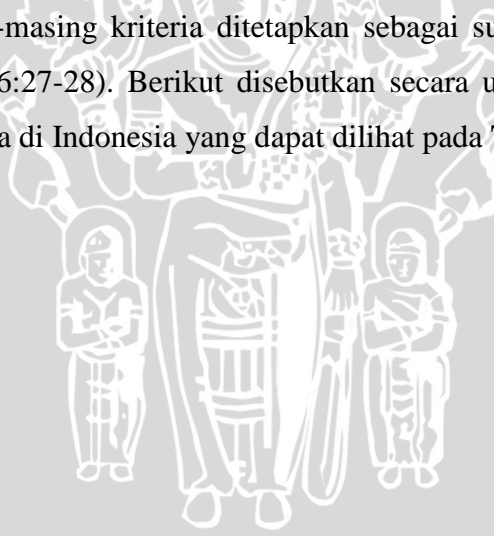 -masing kriteria ditetapkan sebagai su
6:27-28). Berikut disebutkan secara u
a di Indonesia yang dapat dilihat pada